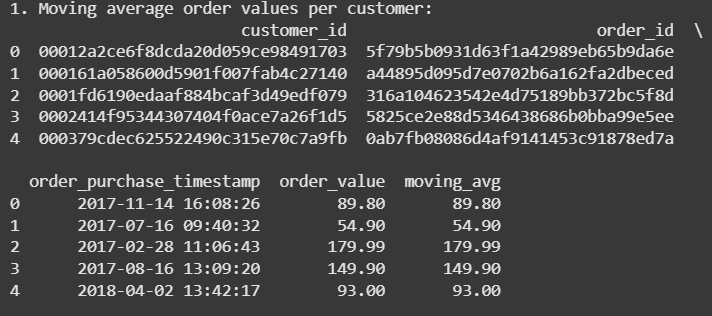 1. Moving average order values per customer:
customer_id order_id \
0 00012a2ce6f8dcda20d059ce98491703 5f79b5b0931d63f1a42989eb65b9da6e
1 000161a058600d5901f007fab4c27140 a44895d095d7e0702b6a162fa2dbeced
2 0001fd6190edaaf884bcaf3d49edf079 316a104623542e4d75189bb372bc5f8d
3 0002414f95344307404f0ace7a26f1d5 5825ce2e88d5346438686b0bba99e5ee
4 000379cdec625522490c315e70c7a9fb 0ab7fb08086d4af9141453c91878ed7a
order_purchase_timestamp order_value moving_avg
0 2017-11-14 16:08:26 89.80 89.80
1 2017-07-16 09:40:32 54.90 54.90
2 2017-02-28 11:06:43 179.99 179.99
3 2017-08-16 13:09:20 149.90 149.90
4 2018-04-02 13:42:17 93.00 93.00